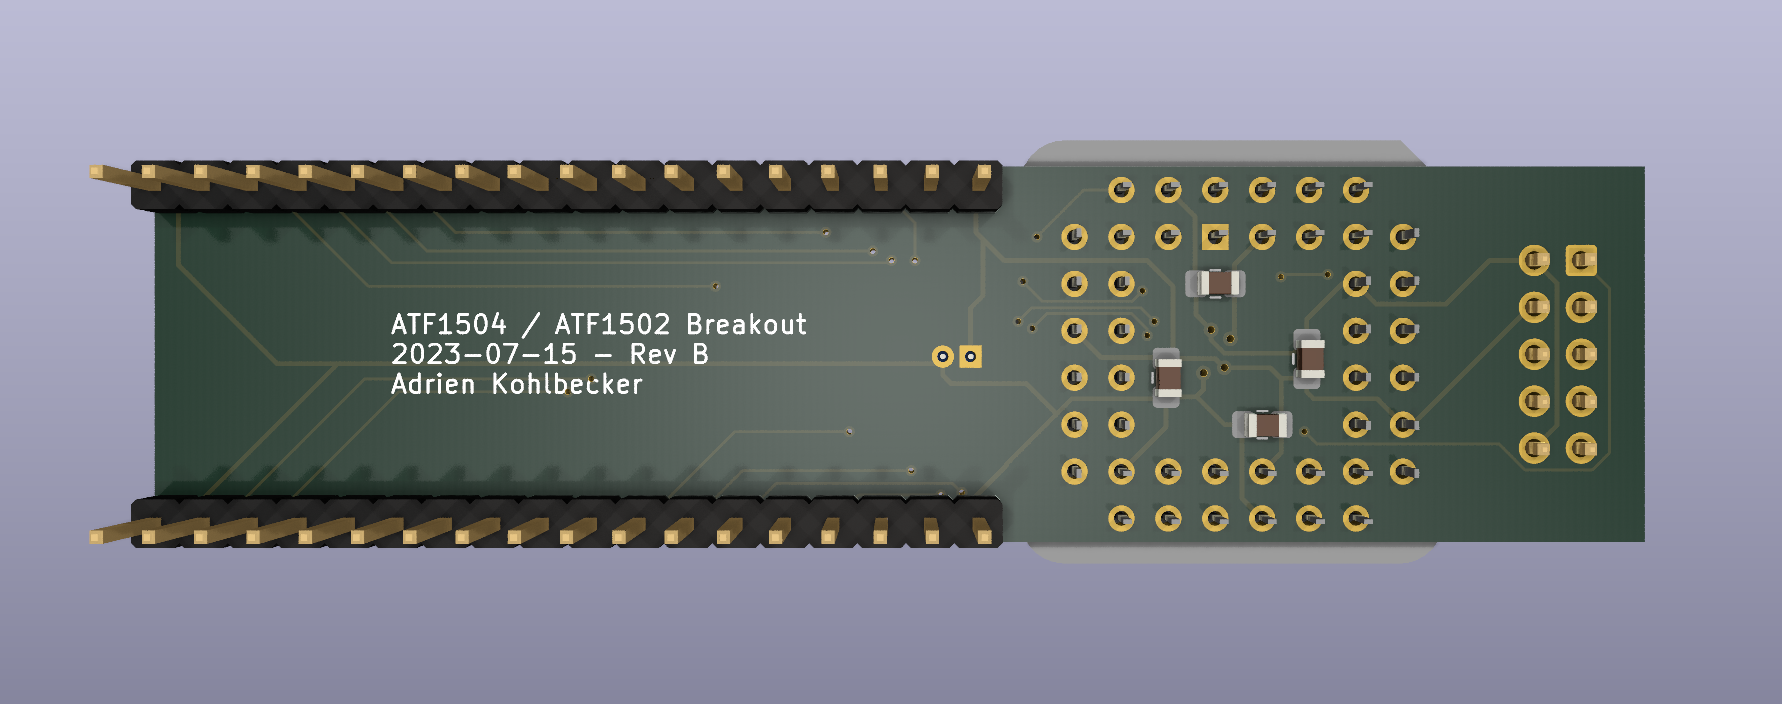 ATF1504 / ATF1502 Breakout
2023-07-15 - Rev B
Adrien Kohlbecker